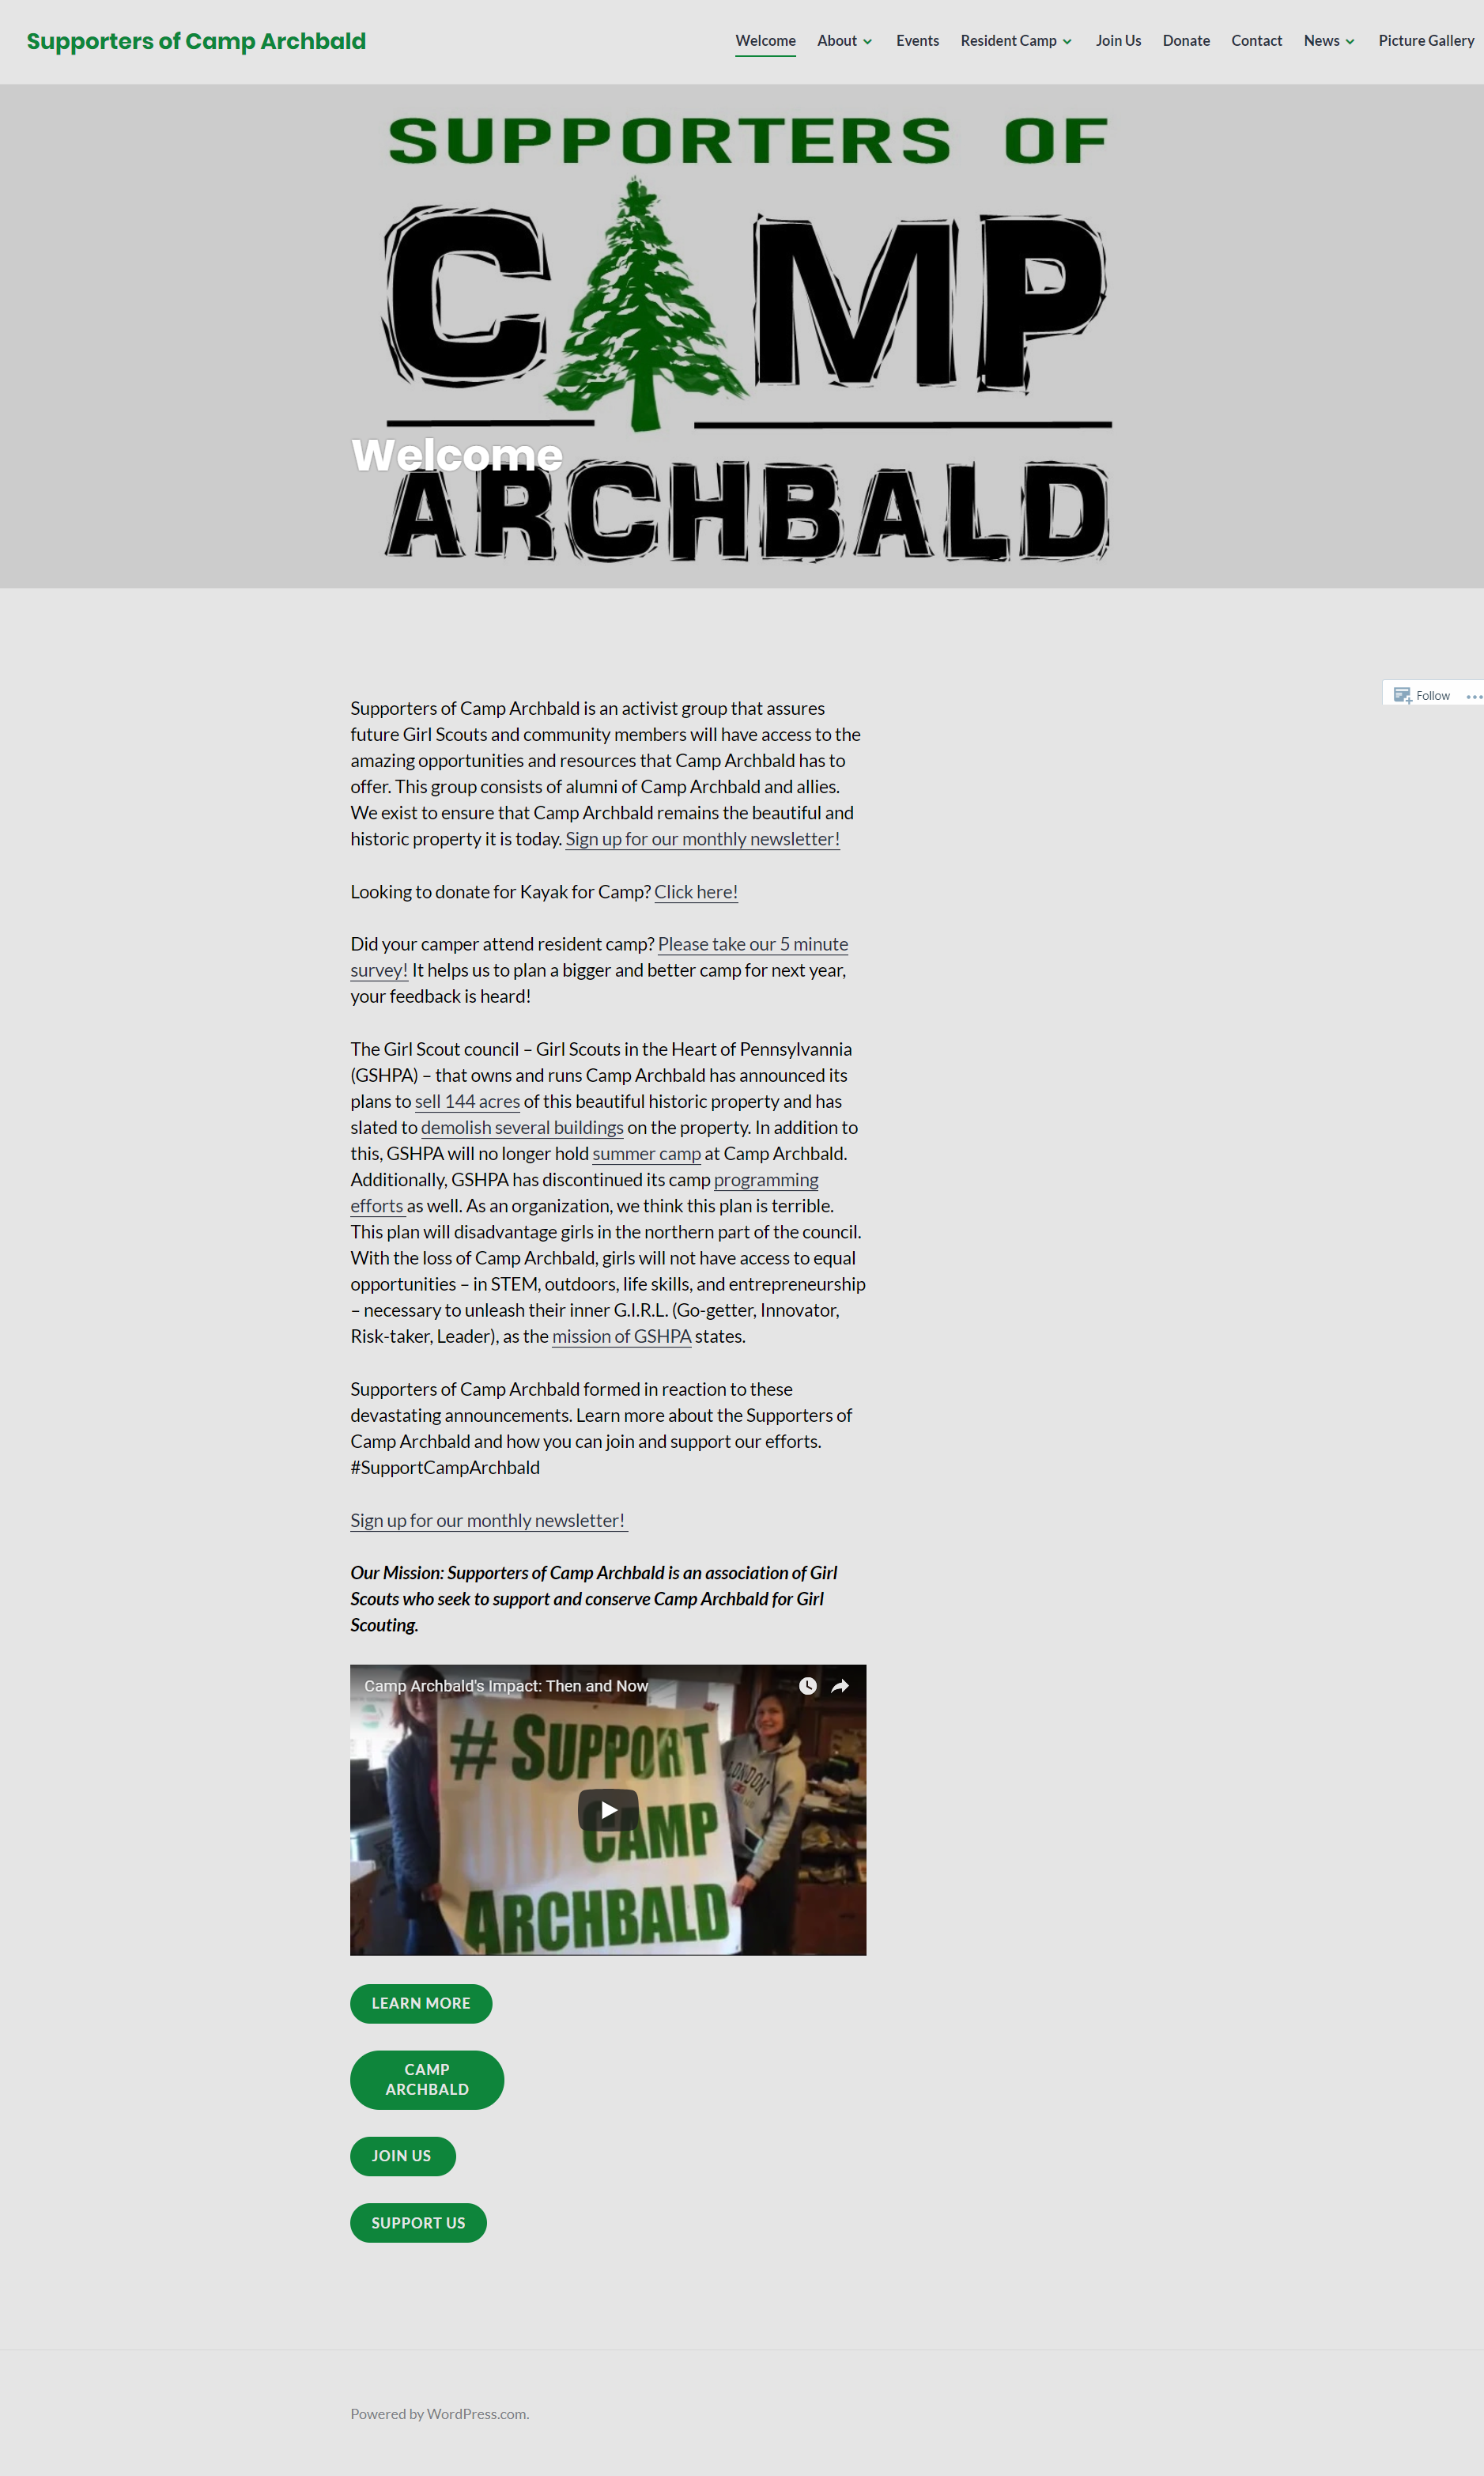 Supporters of Camp Archbald
Welcome About Events Resident Camp Join Us Donate Contact News Picture Gallery
SUPPORTERS OF
CAMP
Welcome
ARCHBALD
Follow
Supporters of Camp Archbald is an activist group that assures
future Girl Scouts and community members will have access to the
amazing opportunities and resources that Camp Archbald has to
offer. This group consists of alumni of Camp Archbald and allies.
We exist to ensure that Camp Archbald remains the beautiful and
historic property it is today. Sign up for our monthly newsletter!
Looking to donate for Kayak for Camp? Click here!
Did your camper attend resident camp? Please take our 5 minute
survey! It helps us to plan a bigger and better camp for next year,
your feedback is heard!
The Girl Scout council – Girl Scouts in the Heart of Pennsylvannia
(GSHPA) – that owns and runs Camp Archbald has announced its
plans to sell 144 acres of this beautiful historic property and has
slated to demolish several buildings on the property. In addition to
this, GSHPA will no longer hold summer camp at Camp Archbald.
Additionally, GSHPA has discontinued its camp programming
efforts as well. As an organization, we think this plan is terrible.
This plan will disadvantage girls in the northern part of the council.
With the loss of Camp Archbald, girls will not have access to equal
opportunities – in STEM, outdoors, life skills, and entrepreneurship
– necessary to unleash their inner G.I.R.L. (Go-getter, Innovator,
Risk-taker, Leader), as the mission of GSHPA states.
Supporters of Camp Archbald formed in reaction to these
devastating announcements. Learn more about the Supporters of
Camp Archbald and how you can join and support our efforts.
#SupportCampArchbald
Sign up for our monthly newsletter!
Our Mission: Supporters of Camp Archbald is an association of Girl
Scouts who seek to support and conserve Camp Archbald for Girl
Scouting.
Camp Archbald's Impact: Then and Now
# SUPPORT
LONDON
CAMP
ARCHBALD
LEARN MORE
CAMP
ARCHBALD
JOIN US
SUPPORT US
Powered by WordPress.com.